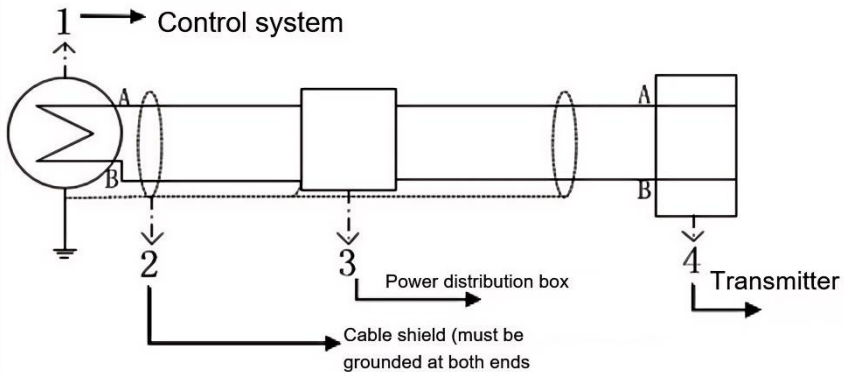 1 Control system
A A
B B
2 3 4
Power distribution box Transmitter
Cable shield (must be
grounded at both ends